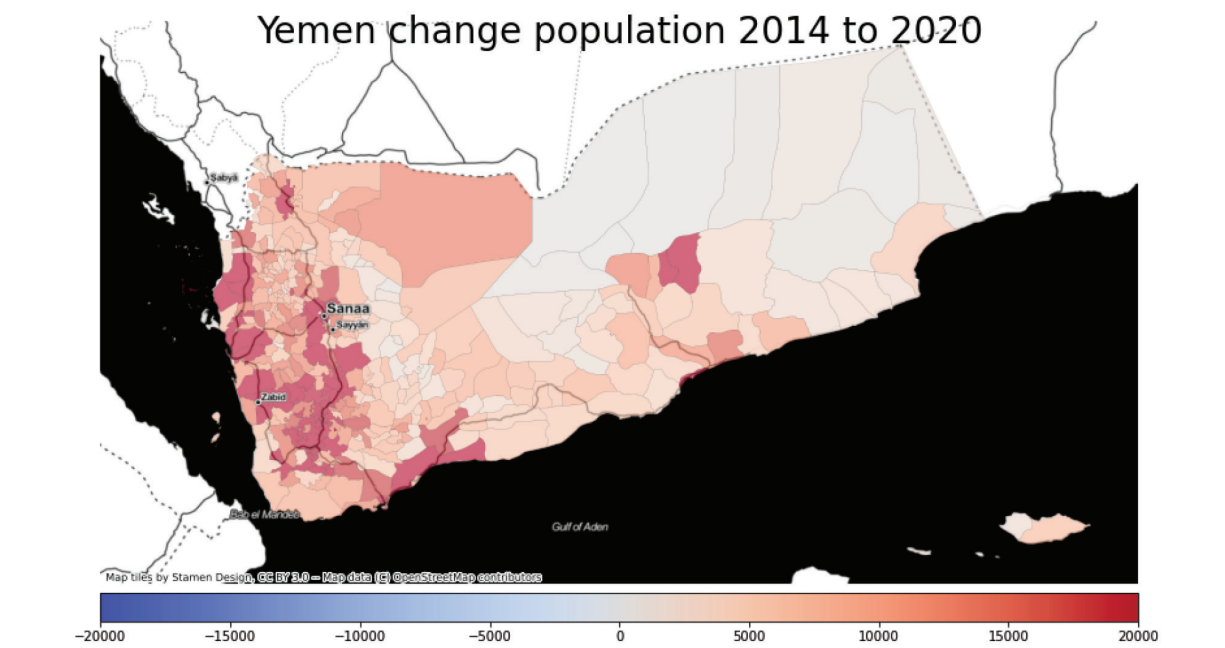 Yemen change population 2014 to 2020
Sabya
Sanaa
Sayyān
Zabid
Bab el Mandeb
Gulf of Aden
Map tiles by Stamen Design, CC BY 3.0 -- Map data (C) OpenStreetMap contributors
−20000 −15000 −10000 −5000 0 5000 10000 15000 20000